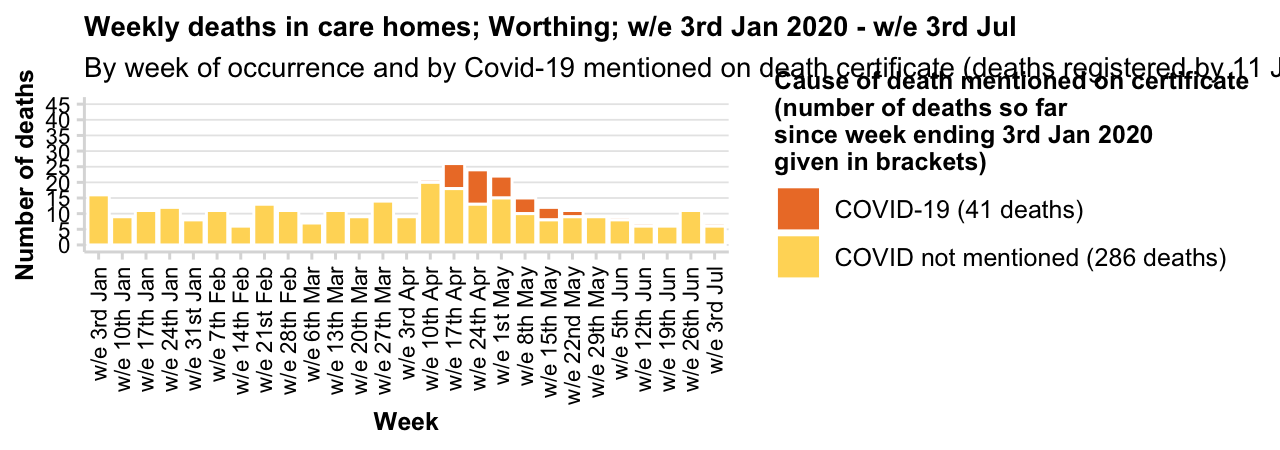 Weekly deaths in care homes; Worthing; w/e 3rd Jan 2020 - w/e 3rd Jul
By week of occurrence and by Covid-19 mentioned on death certificate (deaths registered by 11 J
Cause of death mentioned on certificate
(number of deaths so far
since week ending 3rd Jan 2020
given in brackets)
COVID-19 (41 deaths)
COVID not mentioned (286 deaths)
Number of deaths
45
40
35
30
25
20
15
10
5
0
w/e 3rd Jan
w/e 10th Jan
w/e 17th Jan
w/e 24th Jan
w/e 31st Jan
w/e 7th Feb
w/e 14th Feb
w/e 21st Feb
w/e 28th Feb
w/e 6th Mar
w/e 13th Mar
w/e 20th Mar
w/e 27th Mar
w/e 3rd Apr
w/e 10th Apr
w/e 17th Apr
w/e 24th Apr
w/e 1st May
w/e 8th May
w/e 15th May
w/e 22nd May
w/e 29th May
w/e 5th Jun
w/e 12th Jun
w/e 19th Jun
w/e 26th Jun
w/e 3rd Jul
Week